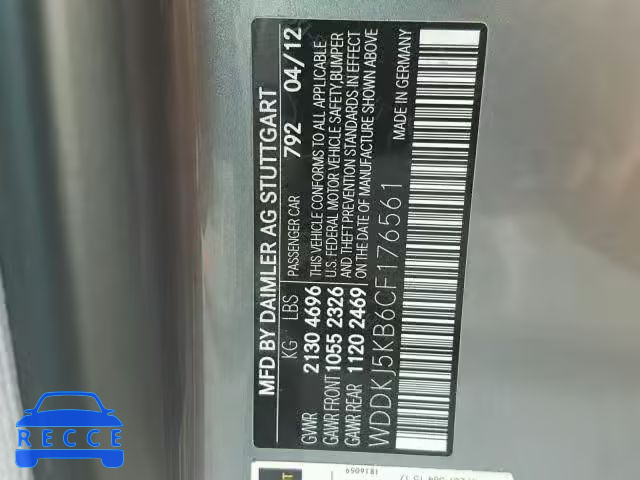 MFD BY DAIMLER AG STUTTGART
KG LBS PASSENGER CAR 792 04/12
GVWR 2130 4696 THIS VEHICLE CONFORMS TO ALL APPLICABLE
GAWR FRONT 1055 2326 U.S. FEDERAL MOTOR VEHICLE SAFETY,BUMPER
GAWR REAR 1120 2469 AND THEFT PREVENTION STANDARDS IN EFFECT
ON THE DATE OF MANUFACTURE SHOWN ABOVE
WDDKJ5KB6CF176561 MADE IN GERMANY
1816059
RECCE